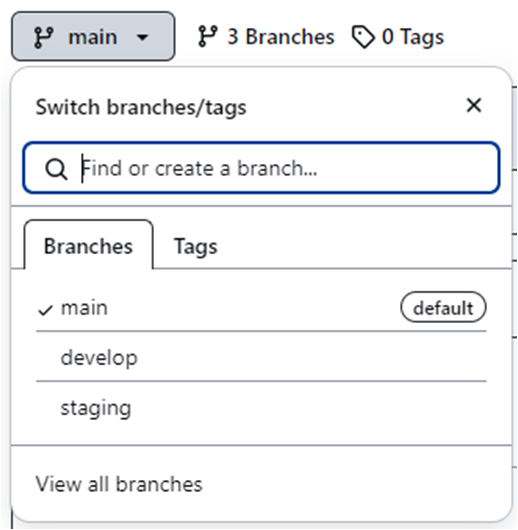 main 3 Branches 0 Tags
Switch branches/tags
Find or create a branch...
Branches Tags
main default
develop
staging
View all branches